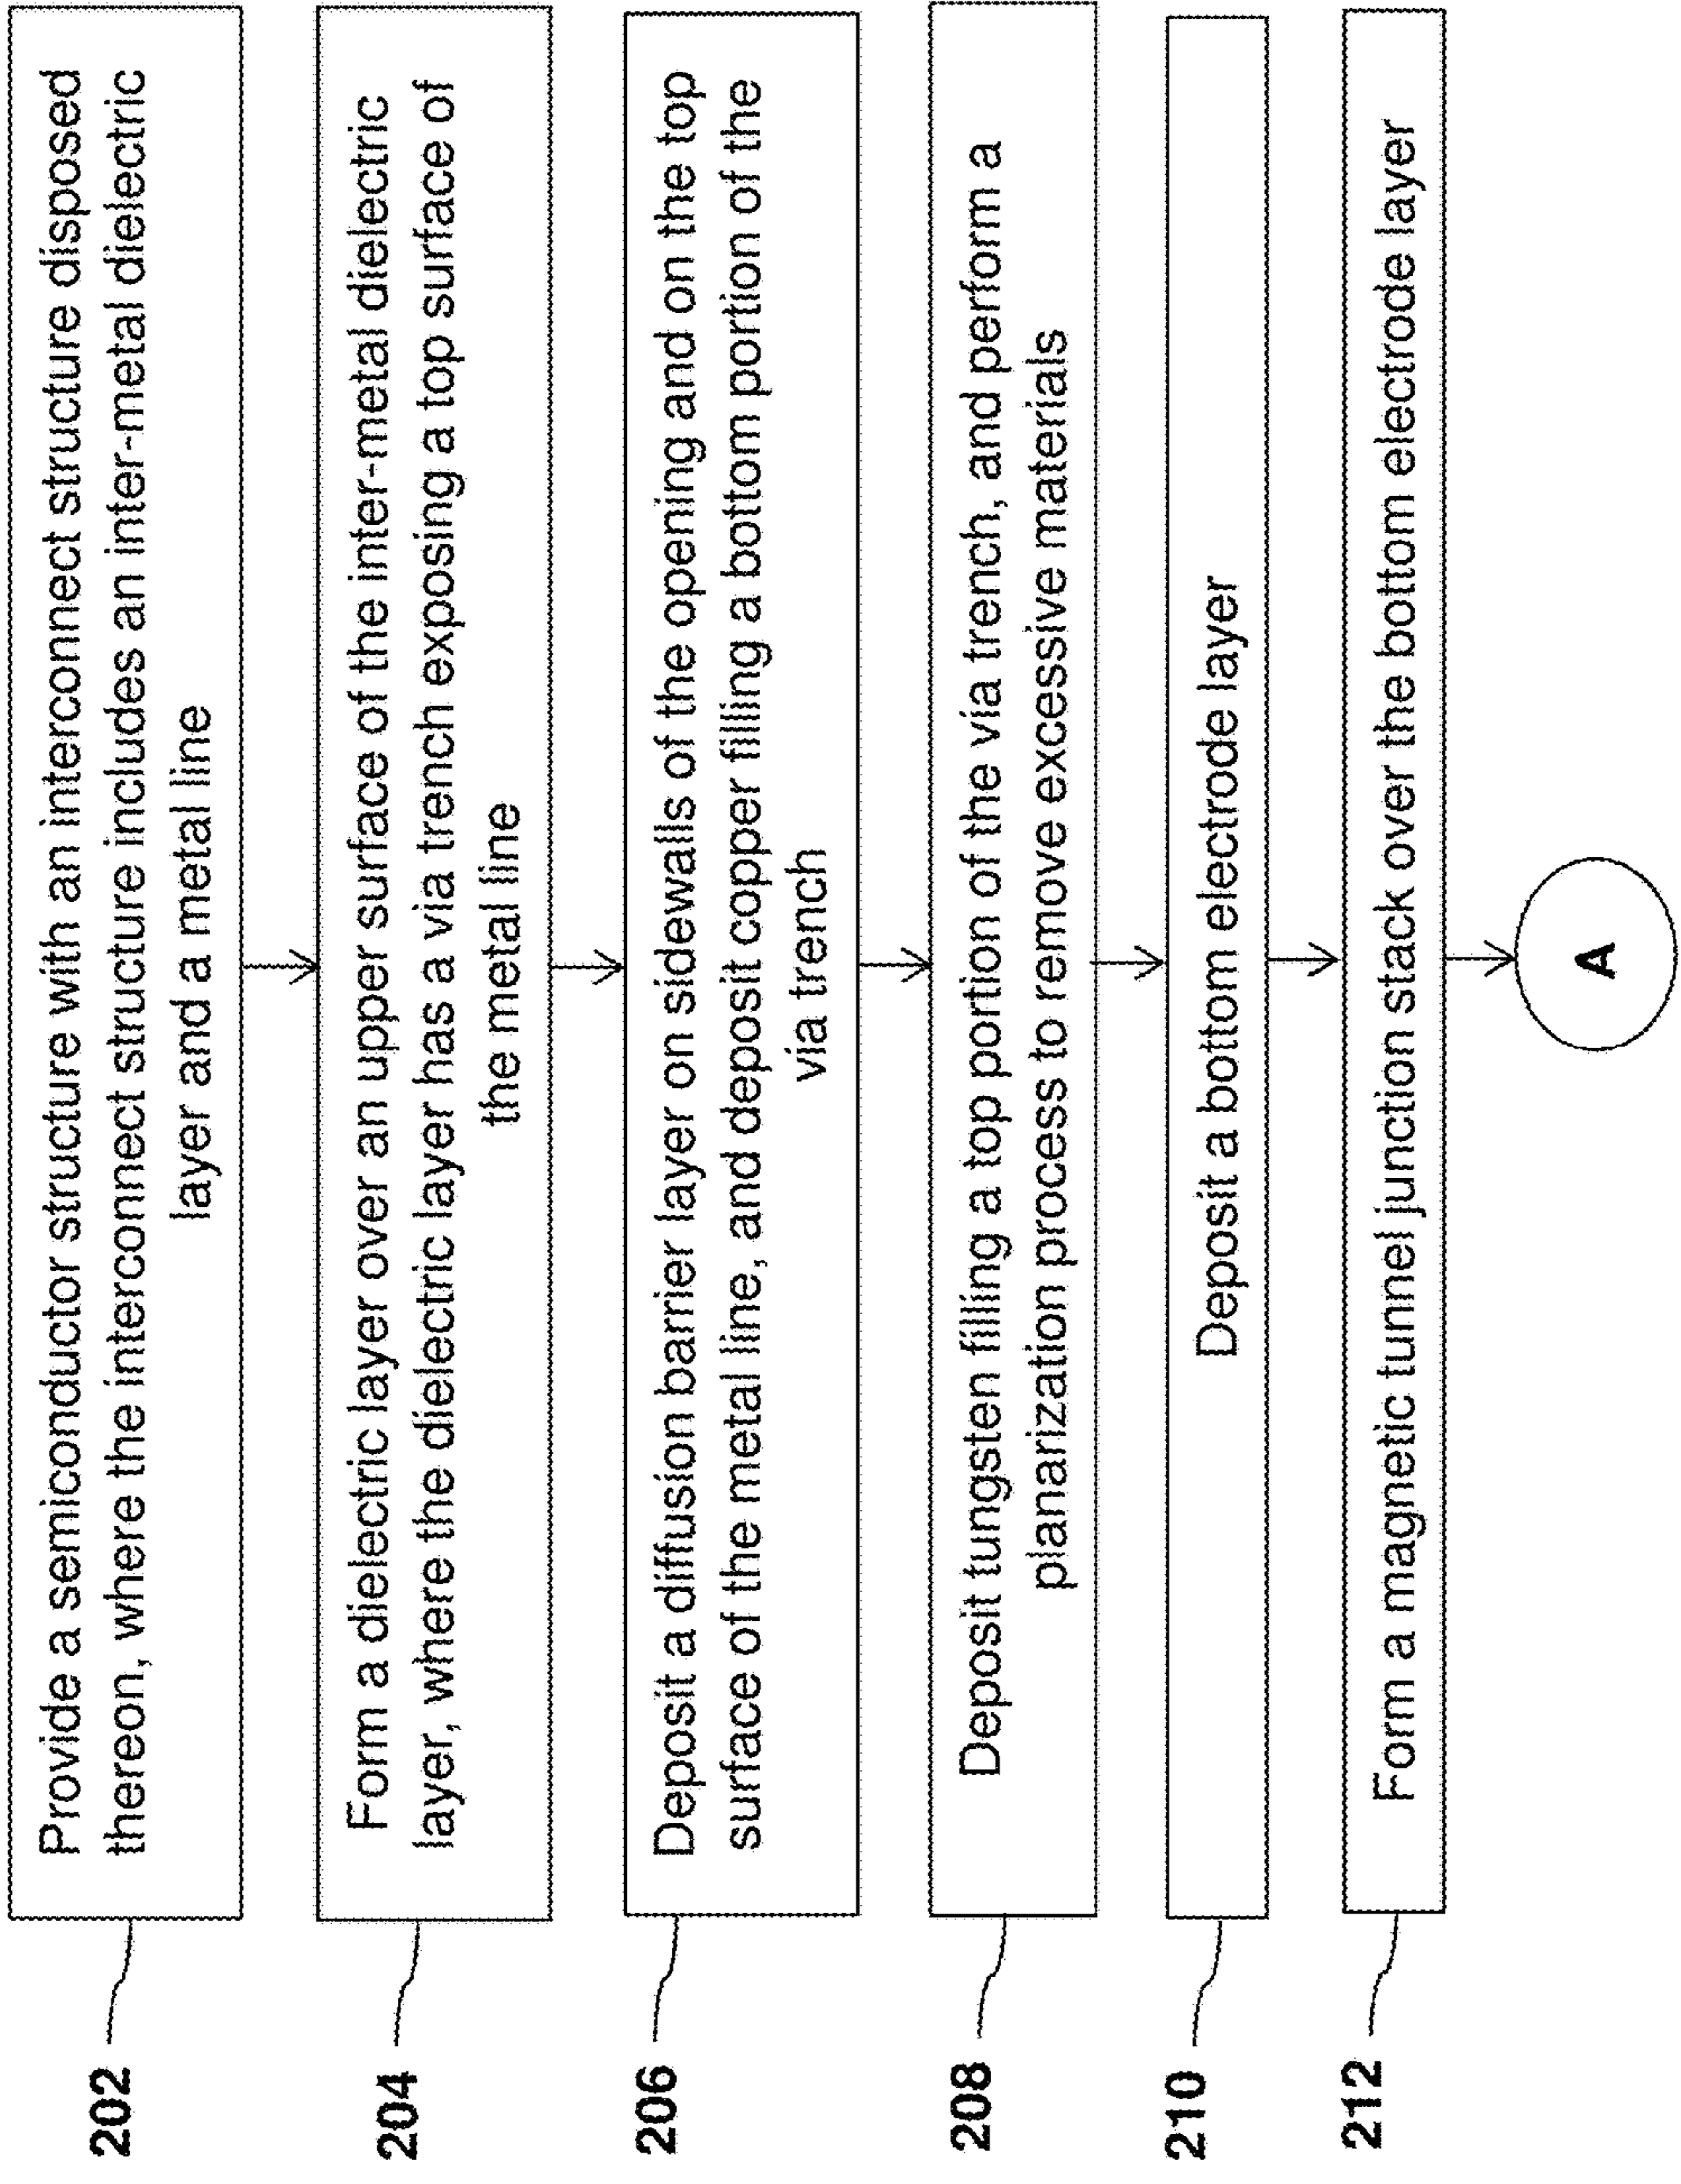 202
Provide a semiconductor structure with an interconnect structure disposed
thereon, where the interconnect structure includes an inter-metal dielectric
layer and a metal line
204
Form a dielectric layer over an upper surface of the inter-metal dielectric
layer, where the dielectric layer has a via trench exposing a top surface of
the metal line
206
Deposit a diffusion barrier layer on sidewalls of the opening and on the top
surface of the metal line, and deposit copper filling a bottom portion of the
via trench
208
Deposit tungsten filling a top portion of the via trench, and perform a
planarization process to remove excessive materials
210
Deposit a bottom electrode layer
212
Form a magnetic tunnel junction stack over the bottom electrode layer
A